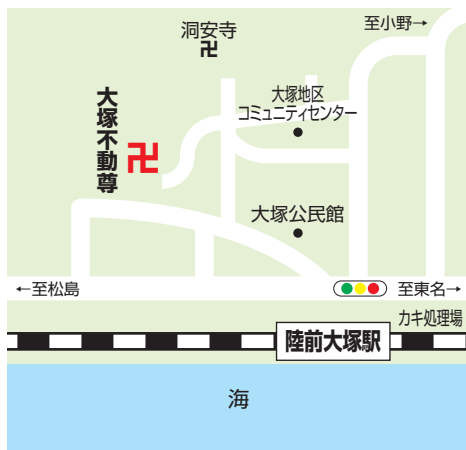 洞安寺
卍
至小野→
大塚地区
コミュニティセンター
大塚不動尊
卍
大塚公民館
←至松島
至東名→
カキ処理場
陸前大塚駅
海